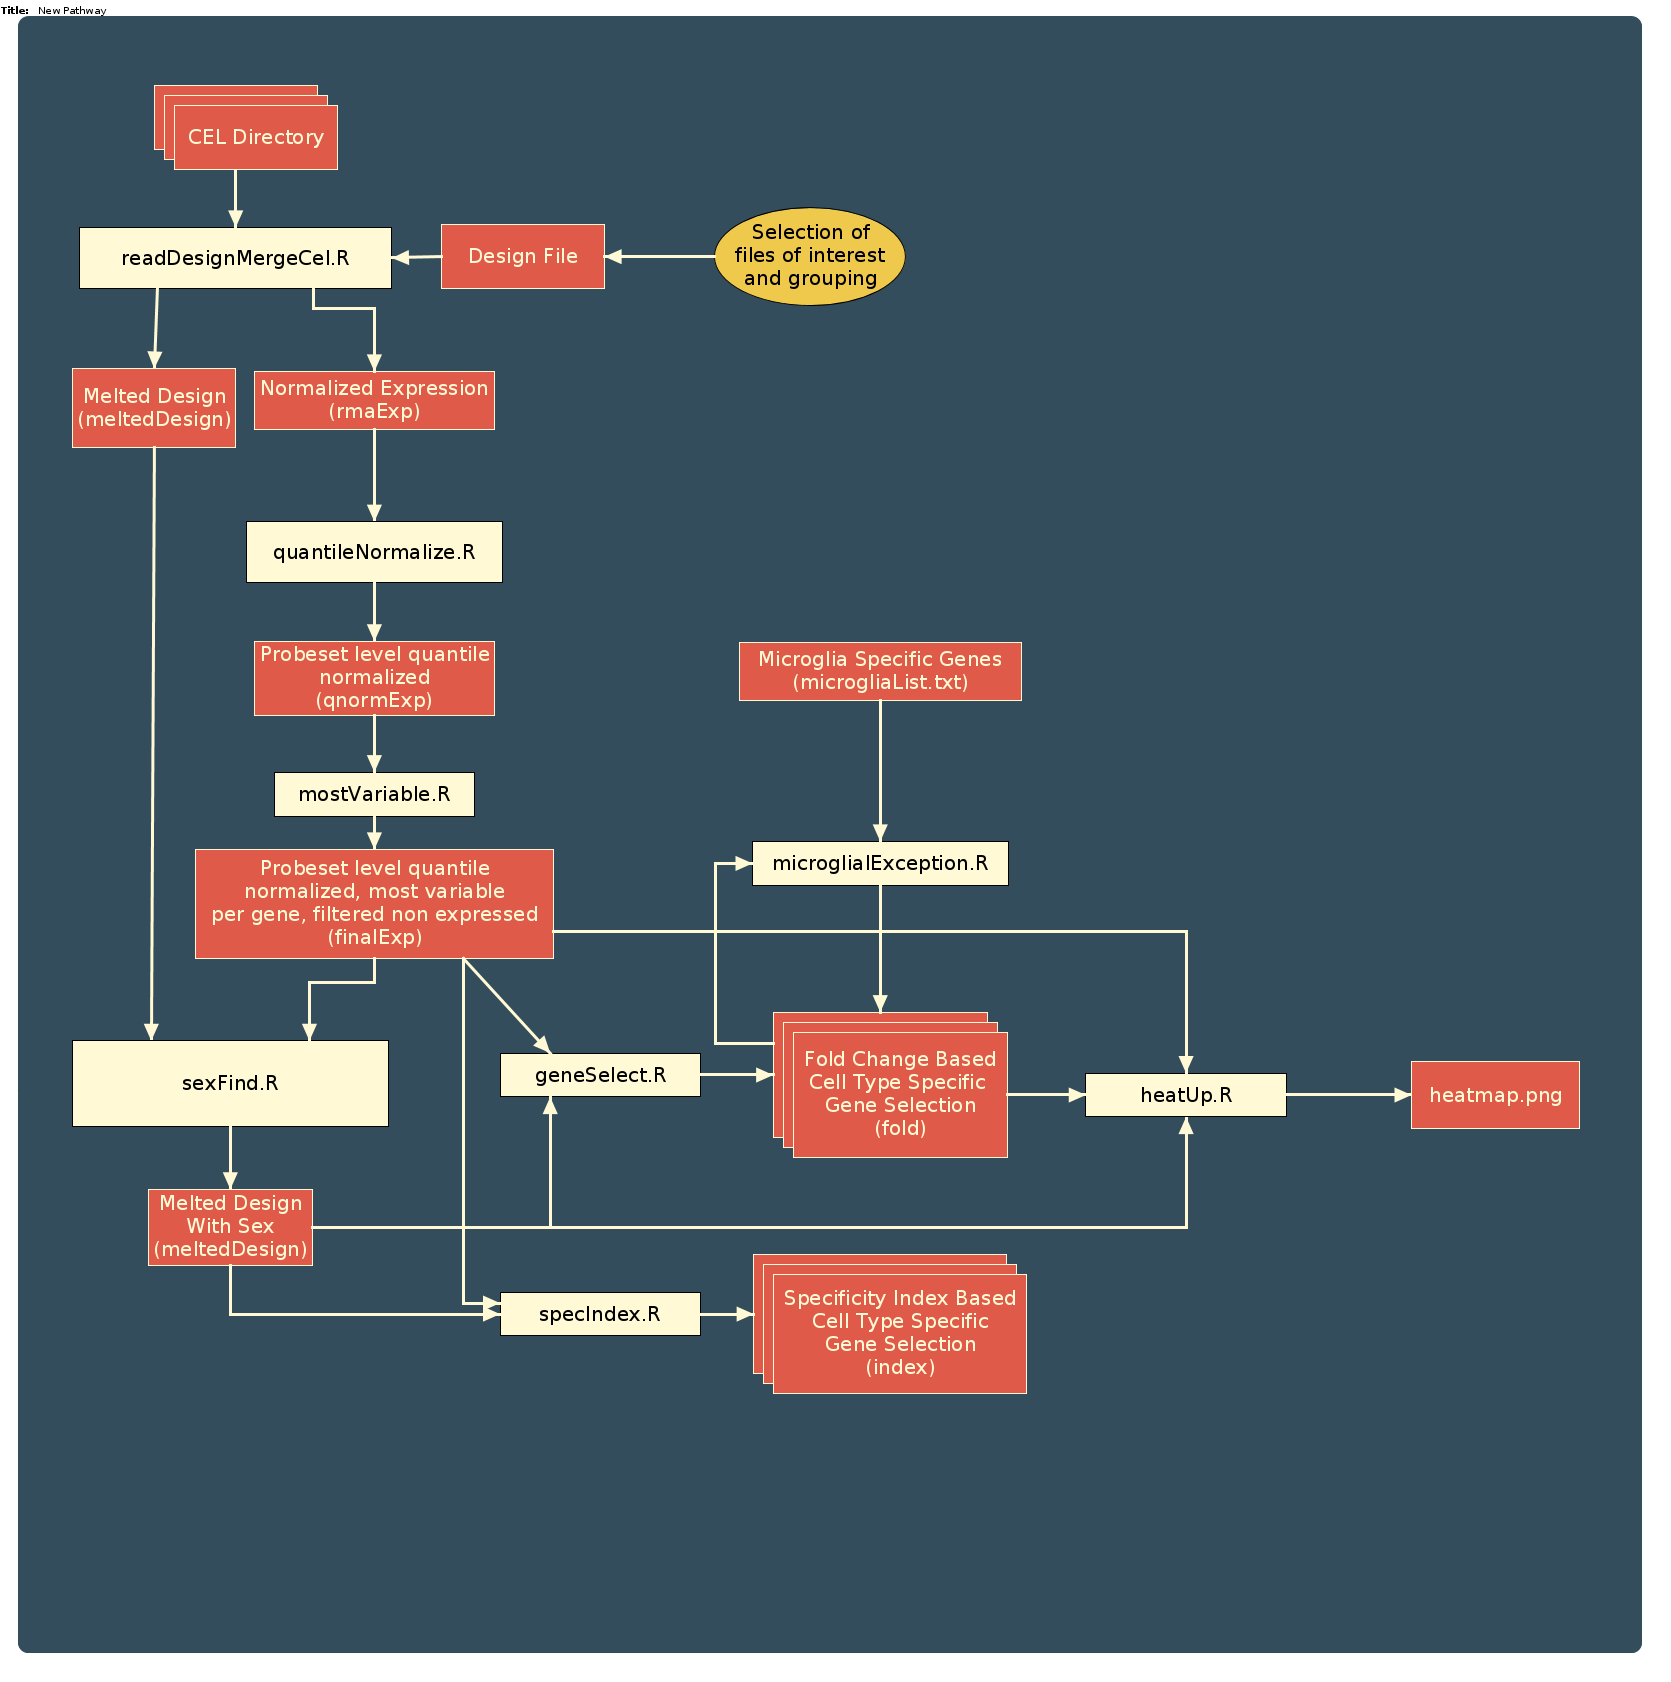 Title: New Pathway
CEL Directory
readDesignMergeCel.R
Design File
Selection of
files of interest
and grouping
Melted Design
(meltedDesign)
Normalized Expression
(rmaExp)
quantileNormalize.R
Probeset level quantile
normalized
(qnormExp)
Microglia Specific Genes
(microgliaList.txt)
mostVariable.R
Probeset level quantile
normalized, most variable
per gene, filtered non expressed
(finalExp)
microglialException.R
sexFind.R
geneSelect.R
Fold Change Based
Cell Type Specific
Gene Selection
(fold)
heatUp.R
heatmap.png
Melted Design
With Sex
(meltedDesign)
specIndex.R
Specificity Index Based
Cell Type Specific
Gene Selection
(index)